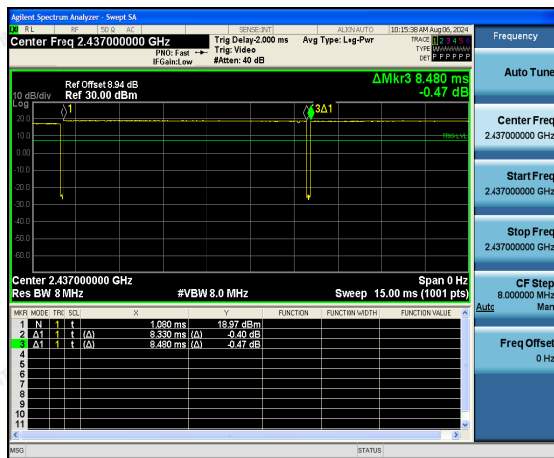 Agilent Spectrum Analyzer - Swept SA
RL RF 50 Ω AC SENSE:INT ALIGNAUTO 10:15:38 AM Aug 06, 2024
Center Freq 2.437000000 GHz
PNO: Fast
IFGain:Low
Trig Delay-2.000 ms
Trig: Video
#Atten: 40 dB
Avg Type: Log-Pwr
TRACE 1 2 3 4 5 6
TYPE
DET P P P P P P
ΔMkr3 8.480 ms
-0.47 dB
Ref Offset 8.94 dB
Ref 30.00 dBm
10 dB/div
Log
1
3Δ1
20.0
10.0
0.00
-10.0
-20.0
-30.0
-40.0
-50.0
-60.0
TRIG LVL
Center 2.437000000 GHz
Span 0 Hz
Res BW 8 MHz
#VBW 8.0 MHz
Sweep 15.00 ms (1001 pts)
MKR MODE TRC SCL X Y FUNCTION FUNCTION WIDTH FUNCTION VALUE
1 N 1 t 1.080 ms 18.97 dBm
2 Δ1 1 t (Δ) 8.330 ms (Δ) -0.40 dB
3 Δ1 1 t (Δ) 8.480 ms (Δ) -0.47 dB
4
5
6
7
8
9
10
11
MSG
STATUS
Frequency
Auto Tune
Center Freq
2.437000000 GHz
Start Freq
2.437000000 GHz
Stop Freq
2.437000000 GHz
CF Step
8.000000 MHz
Auto Man
Freq Offset
0 Hz